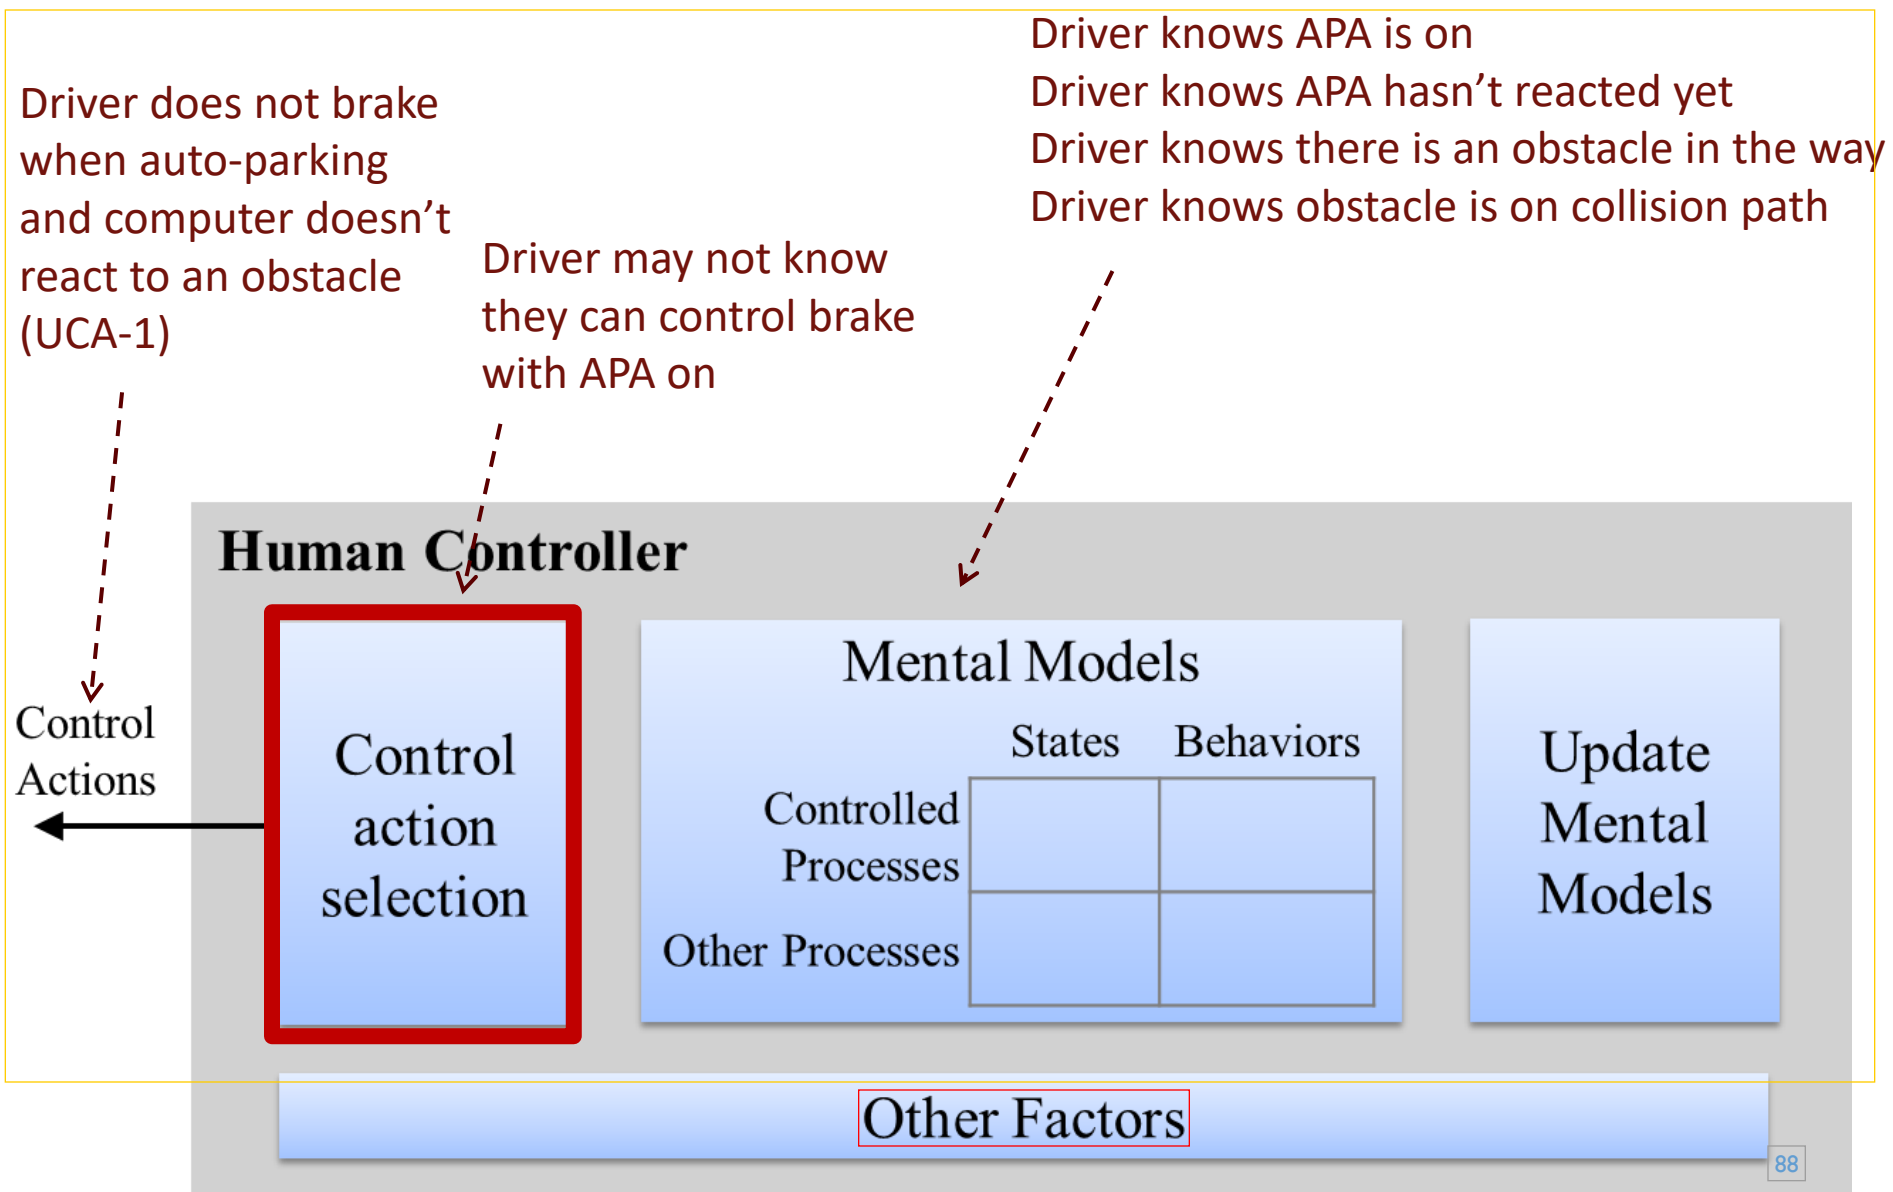 Driver knows APA is on
Driver knows APA hasn’t reacted yet
Driver knows there is an obstacle in the way
Driver knows obstacle is on collision path
Driver does not brake
when auto-parking
and computer doesn’t
react to an obstacle
(UCA-1)
Driver may not know
they can control brake
with APA on
Human Controller
Control
Actions
Control
action
selection
Mental Models
States Behaviors
Controlled
Processes
Other Processes
Update
Mental
Models
Other Factors
88